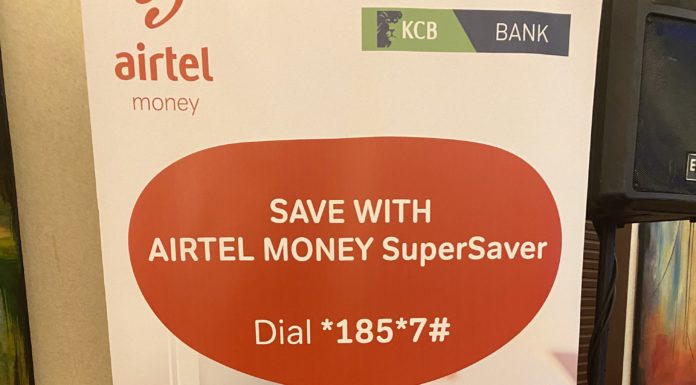 airtel
money
KCB BANK
SAVE WITH
AIRTEL MONEY SuperSaver
Dial *185*7#
E